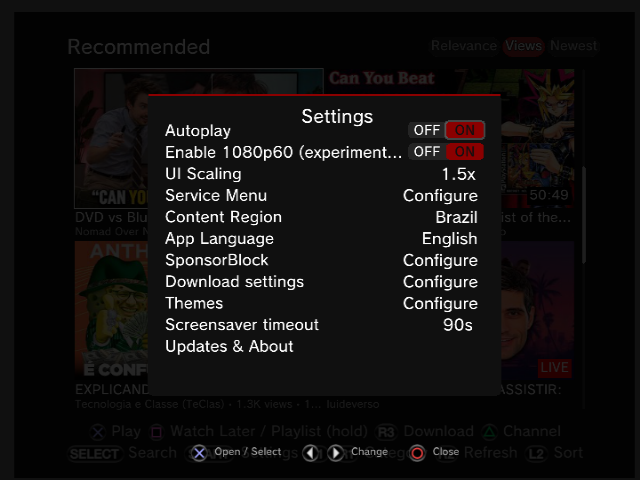 Recommended
Relevance Views Newest
Can You Beat
Settings
Autoplay OFF ON
Enable 1080p60 (experiment... OFF ON
UI Scaling 1.5x
Service Menu Configure
Content Region Brazil
App Language English
SponsorBlock Configure
Download settings Configure
Themes Configure
Screensaver timeout 90s
Updates & About
"CAN YO
50:49
DVD vs Blu
ist of the...
Nomad Over N
ANTH
É CONF
LIVE
EXPLICAND
ASSISTIR:
Tecnologia e Classe (TeClas) • 1.3K views • 1... luideverso
Play Watch Later / Playlist (hold) R3 Download Channel
SELECT Search Refresh L2 Sort
Open / Select Change Close